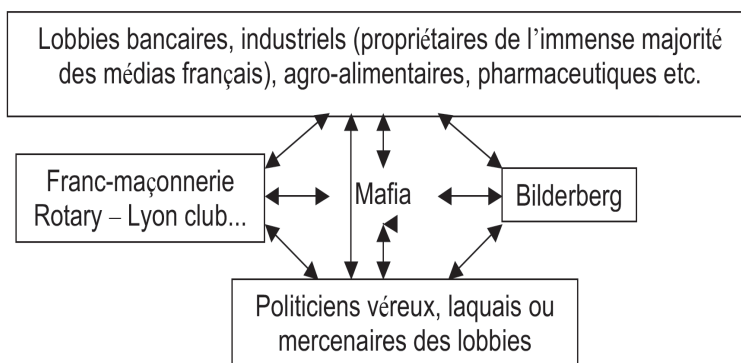 Lobbies bancaires, industriels (propriétaires de l'immense majorité
des médias français), agro-alimentaires, pharmaceutiques etc.
Franc-maçonnerie
Rotary – Lyon club...
Mafia
Bilderberg
Politiciens véreux, laquais ou
mercenaires des lobbies